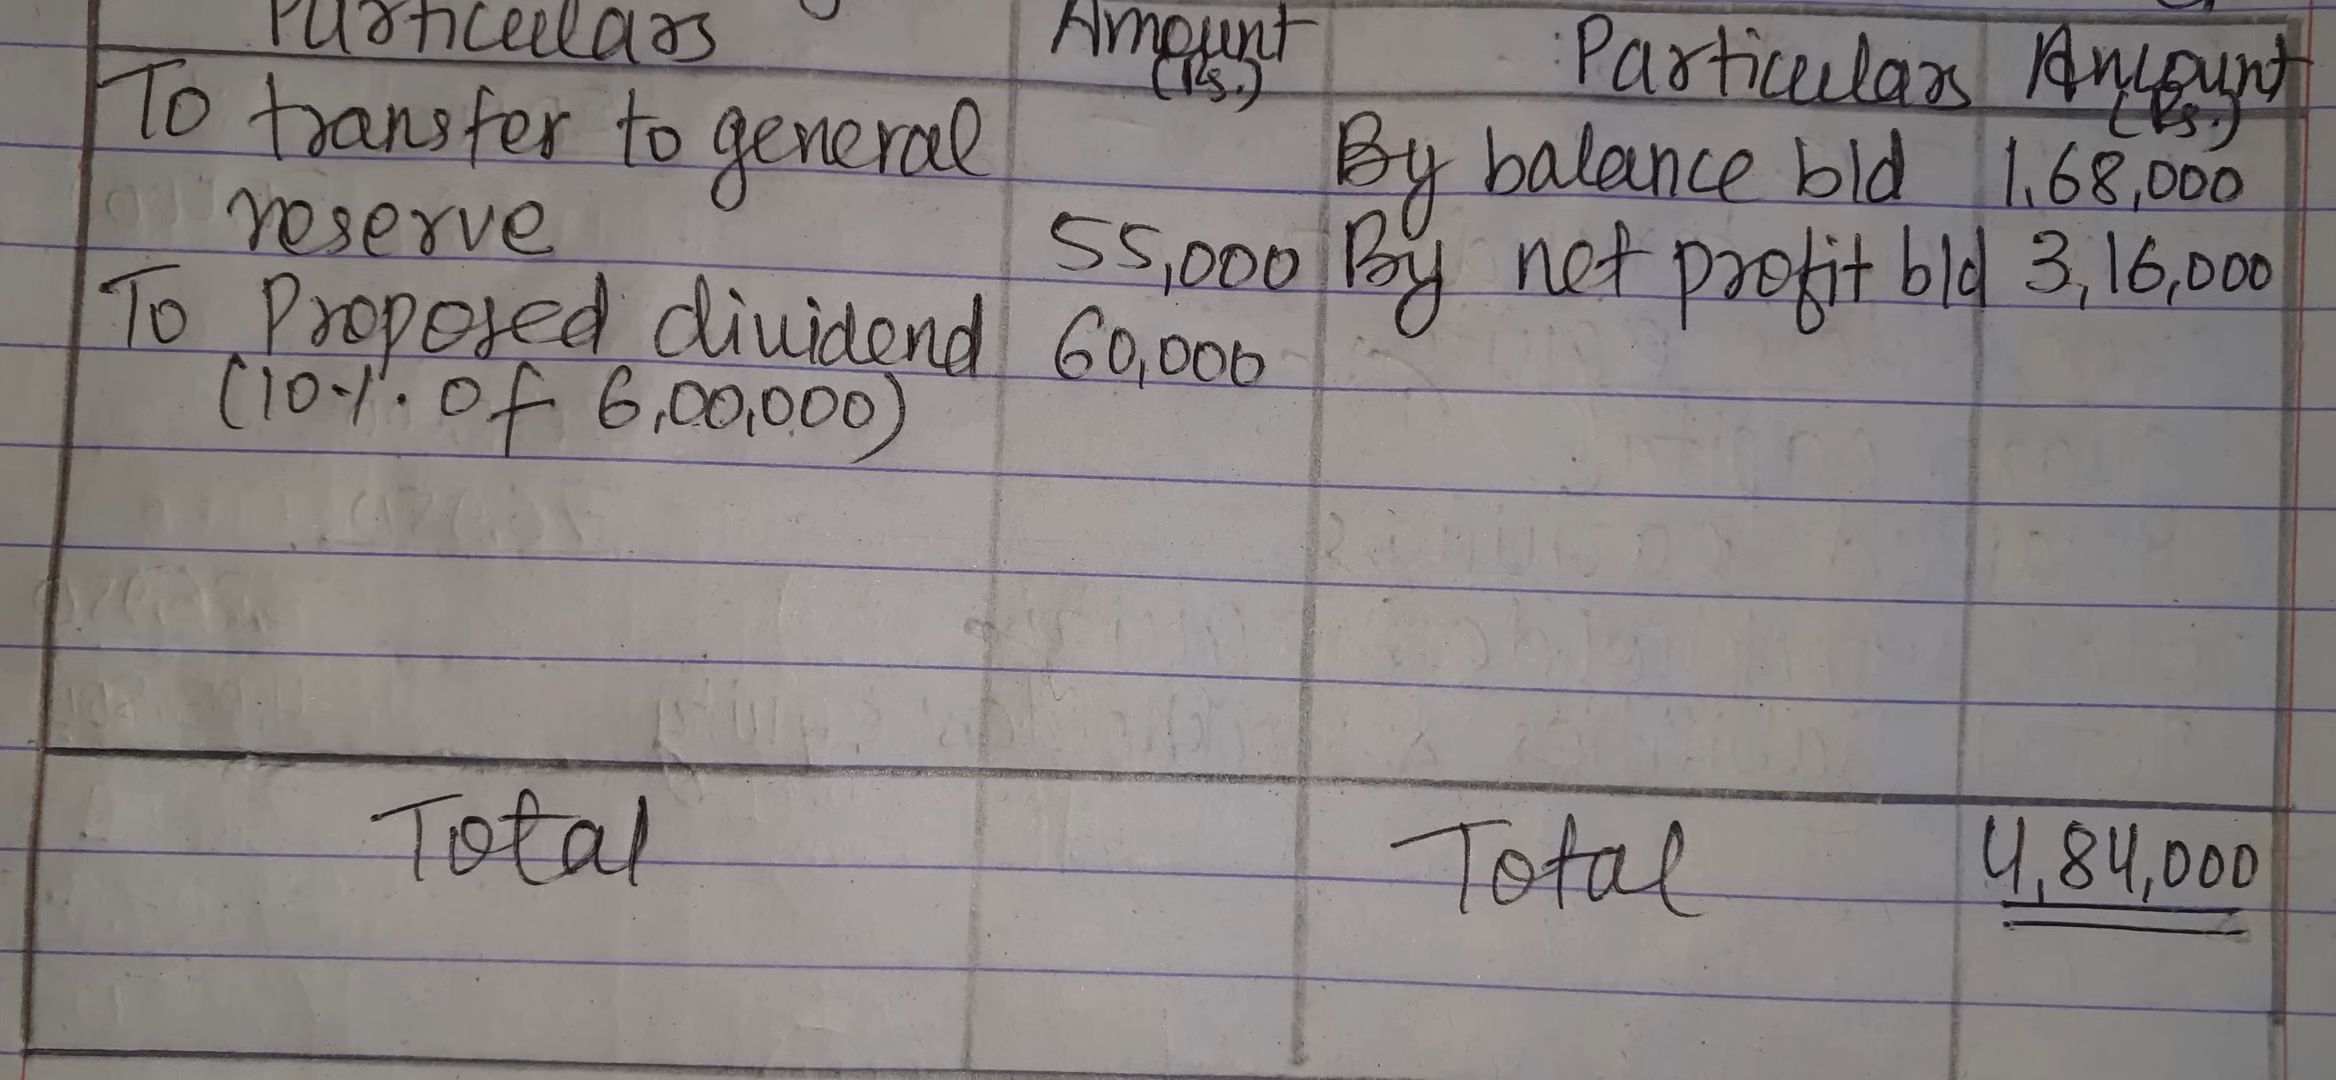 Particulars Amount (Rs.) Particulars Amount (Rs.)
To transfer to general By balance b/d 1,68,000
reserve 55,000 By net profit b/d 3,16,000
To Proposed dividend 60,000
(10%. of 6,00,000)
Total Total 4,84,000